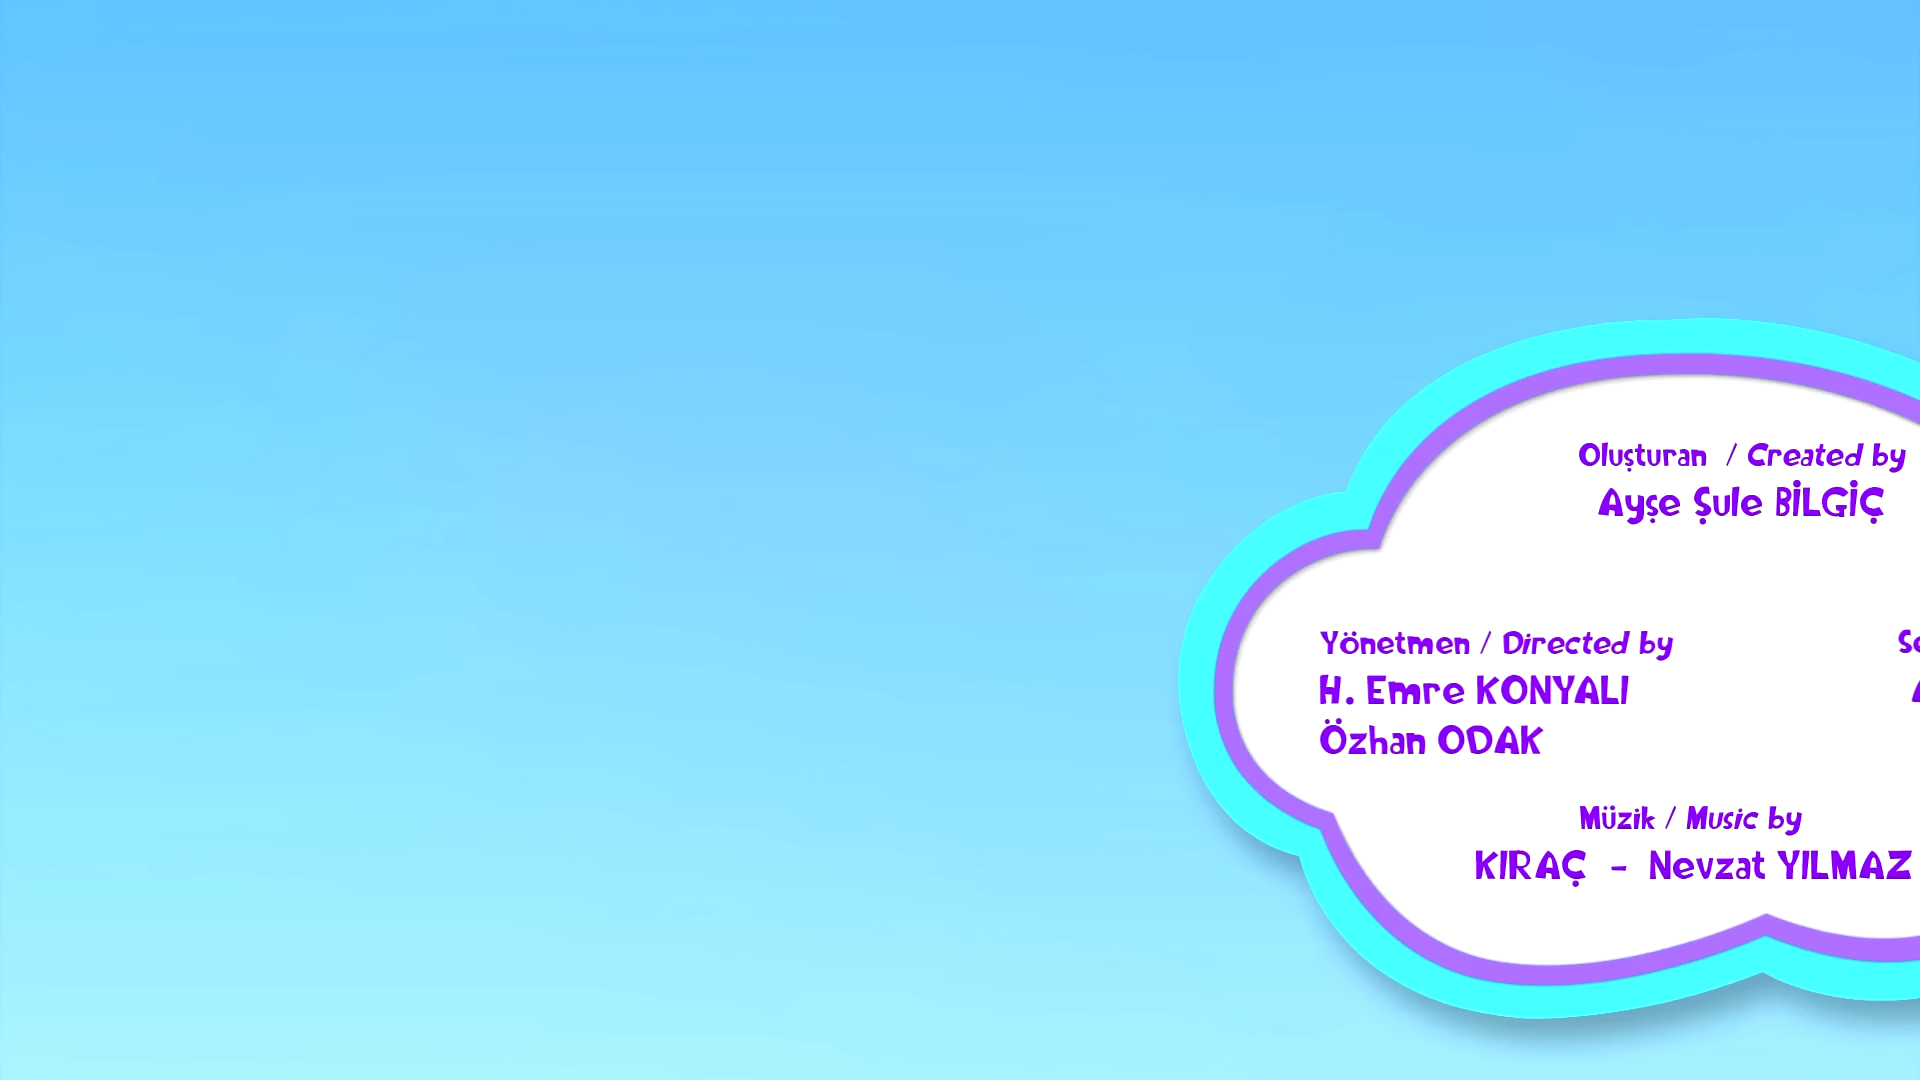 Oluşturan / Created by
Ayşe Şule BİLGİÇ
Yönetmen / Directed by
H. Emre KONYALI
Özhan ODAK
Müzik / Music by
KIRAÇ - Nevzat YILMAZ